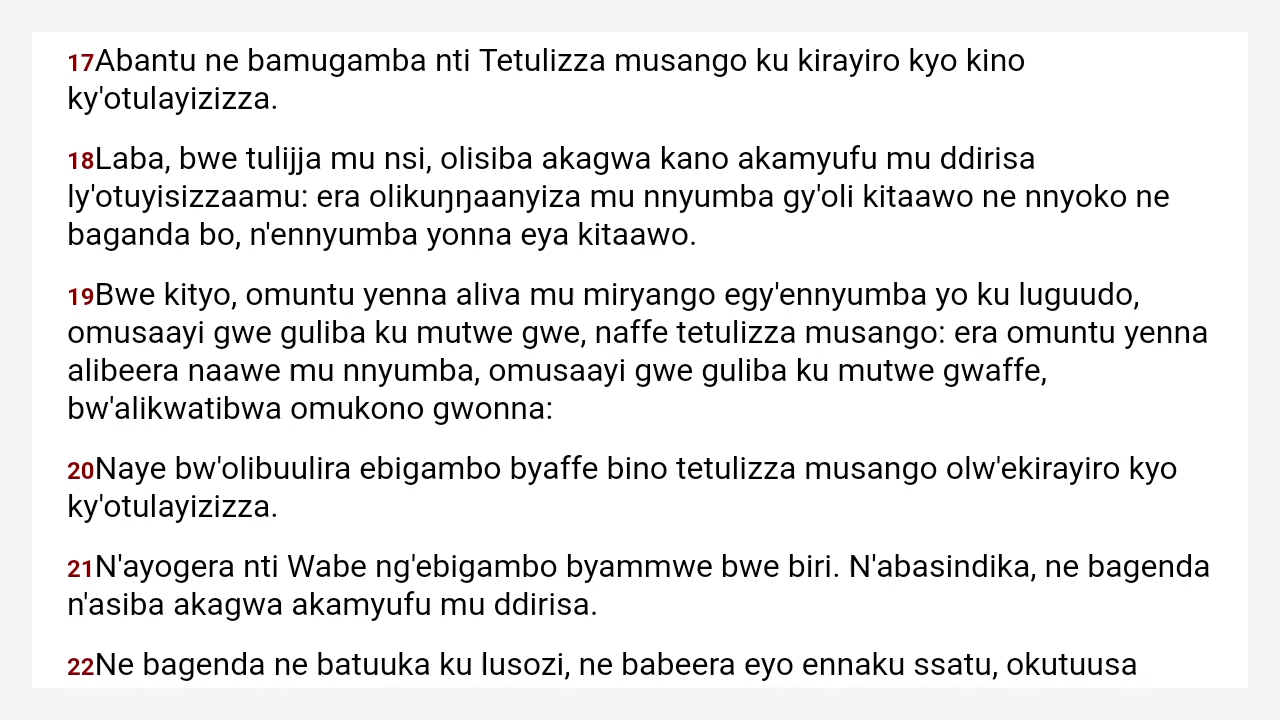 17Abantu ne bamugamba nti Tetulizza musango ku kirayiro kyo kino
ky'otulayizizza.
18Laba, bwe tulijja mu nsi, olisiba akagwa kano akamyufu mu ddirisa
ly'otuyisizzaamu: era olikuŋŋaanyiza mu nnyumba gy'oli kitaawo ne nnyoko ne
baganda bo, n'ennyumba yonna eya kitaawo.
19Bwe kityo, omuntu yenna aliva mu miryango egy'ennyumba yo ku luguudo,
omusaayi gwe guliba ku mutwe gwe, naffe tetulizza musango: era omuntu yenna
alibeera naawe mu nnyumba, omusaayi gwe guliba ku mutwe gwaffe,
bw'alikwatibwa omukono gwonna:
20Naye bw'olibuulira ebigambo byaffe bino tetulizza musango olw'ekirayiro kyo
ky'otulayizizza.
21N'ayogera nti Wabe ng'ebigambo byammwe bwe biri. N'abasindika, ne bagenda
n'asiba akagwa akamyufu mu ddirisa.
22Ne bagenda ne batuuka ku lusozi, ne babeera eyo ennaku ssatu, okutuusa